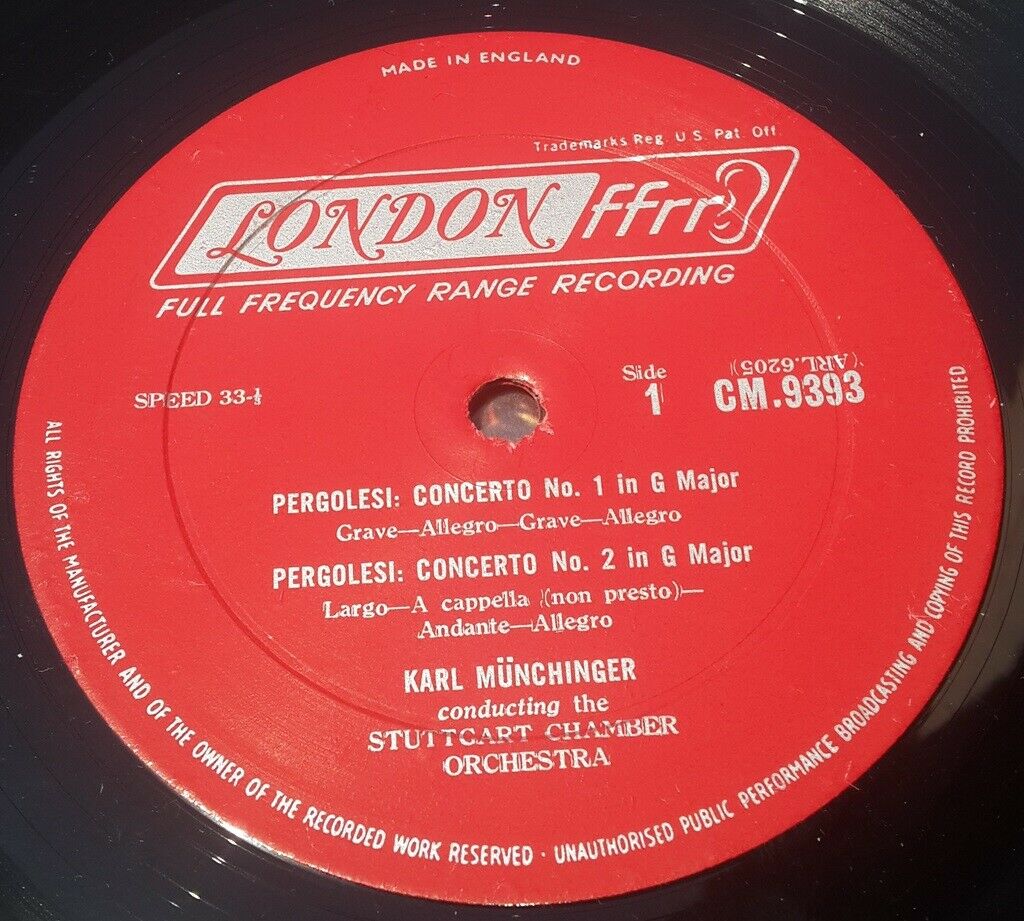 MADE IN ENGLAND
Trademarks Reg. U.S. Pat. Off.
LONDON ffrr
FULL FREQUENCY RANGE RECORDING
SPEED 33-⅓
Side
1
(ARL.6205)
CM.9393
PERGOLESI: CONCERTO No. 1 in G Major
Grave—Allegro—Grave—Allegro
PERGOLESI: CONCERTO No. 2 in G Major
Largo—A cappella (non presto)—
Andante—Allegro
KARL MÜNCHINGER
conducting the
STUTTGART CHAMBER
ORCHESTRA
ALL RIGHTS OF THE MANUFACTURER AND OF THE OWNER OF THE RECORDED WORK RESERVED · UNAUTHORISED PUBLIC PERFORMANCE BROADCASTING AND COPYING OF THIS RECORD PROHIBITED